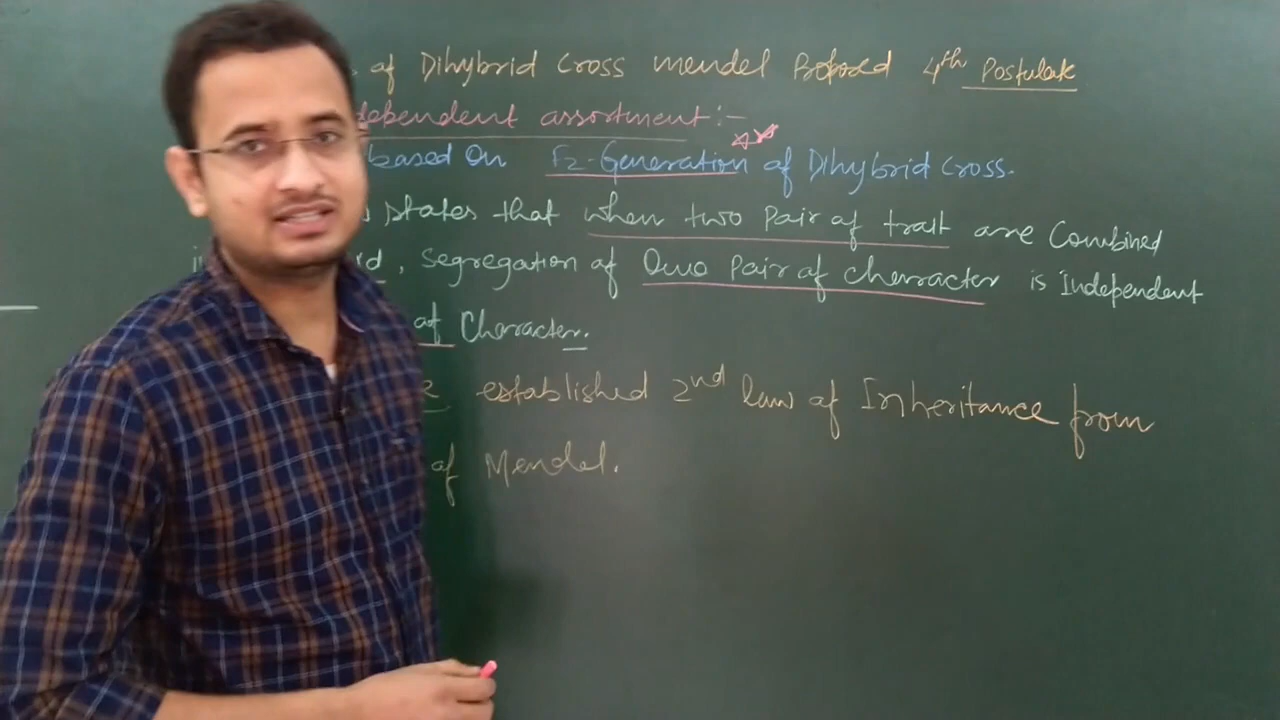 of Dihybrid Cross mendel Proposed 4th Postulate
dependent assortment :-
based on F2-Generation of Dihybrid Cross.
states that when two Pair of trait are Combined
d, Segregation of One Pair of character is Independent
of Character.
established 2nd law of Inheritance from
of Mendel.